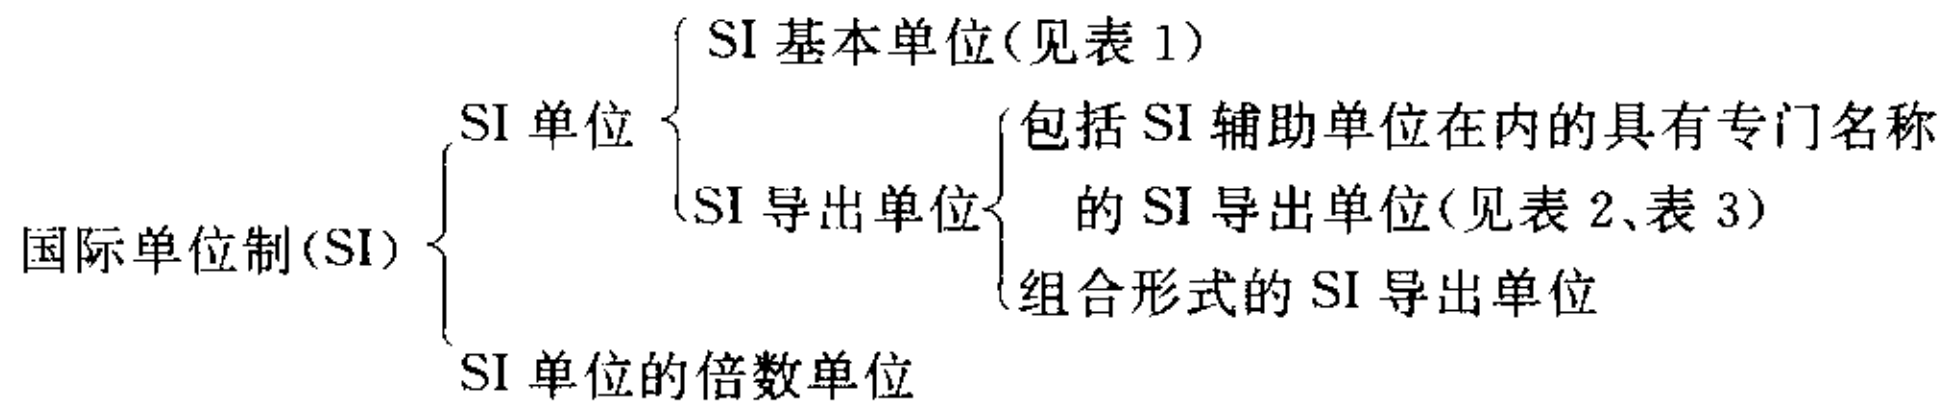 SI 基本单位(见表 1)
SI 单位
包括 SI 辅助单位在内的具有专门名称
SI 导出单位
的 SI 导出单位(见表 2、表 3)
国际单位制(SI)
组合形式的 SI 导出单位
SI 单位的倍数单位